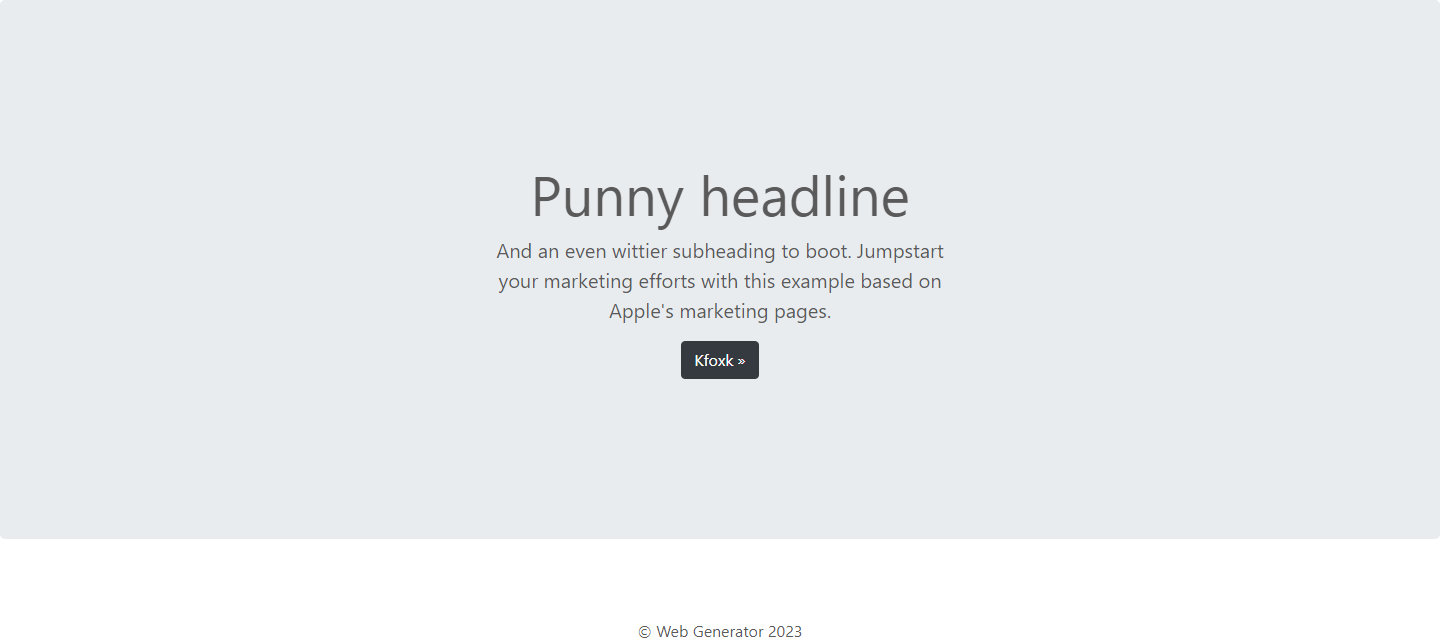 Punny headline
And an even wittier subheading to boot. Jumpstart
your marketing efforts with this example based on
Apple's marketing pages.
Kfoxk »
© Web Generator 2023